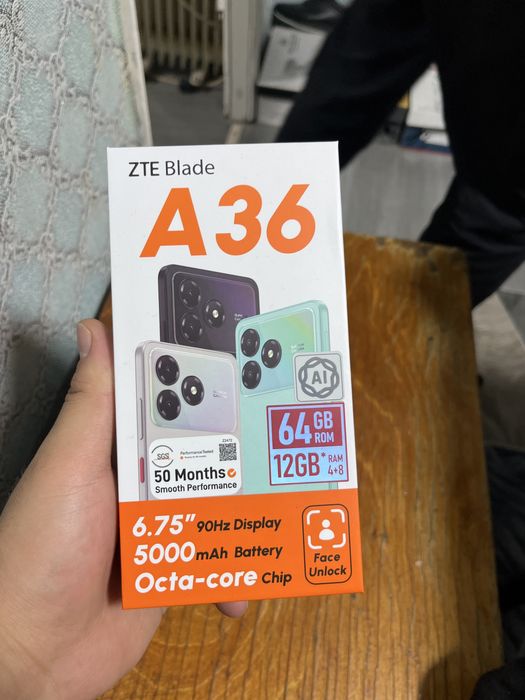 ZTE Blade
A36
AI
64 GB
ROM
12GB* RAM
4+8
SGS
Performance Tested
50 Months
Smooth Performance
6.75" 90Hz Display
5000mAh Battery
Octa-core Chip
Face
Unlock